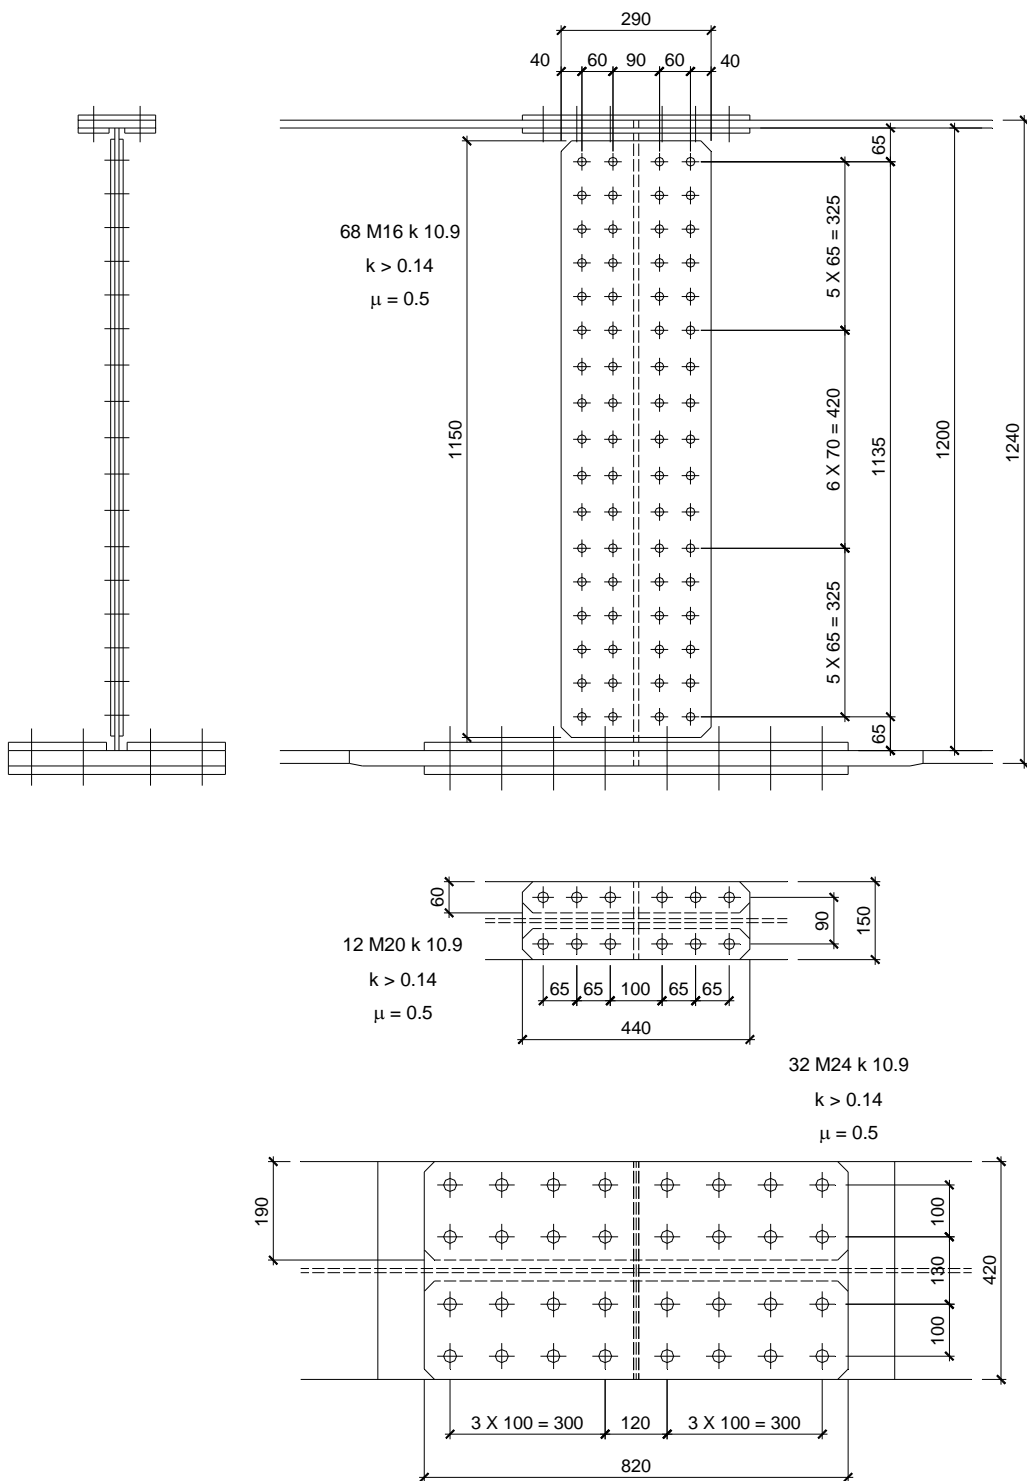 290
40 60 90 60 40
65
68 M16 k 10.9
k > 0.14
μ = 0.5
5 X 65 = 325
1150
6 X 70 = 420
1135
1200
1240
5 X 65 = 325
65
60
90
150
12 M20 k 10.9
k > 0.14
μ = 0.5
65 65 100 65 65
440
32 M24 k 10.9
k > 0.14
μ = 0.5
190
100
130
420
100
3 X 100 = 300 120 3 X 100 = 300
820